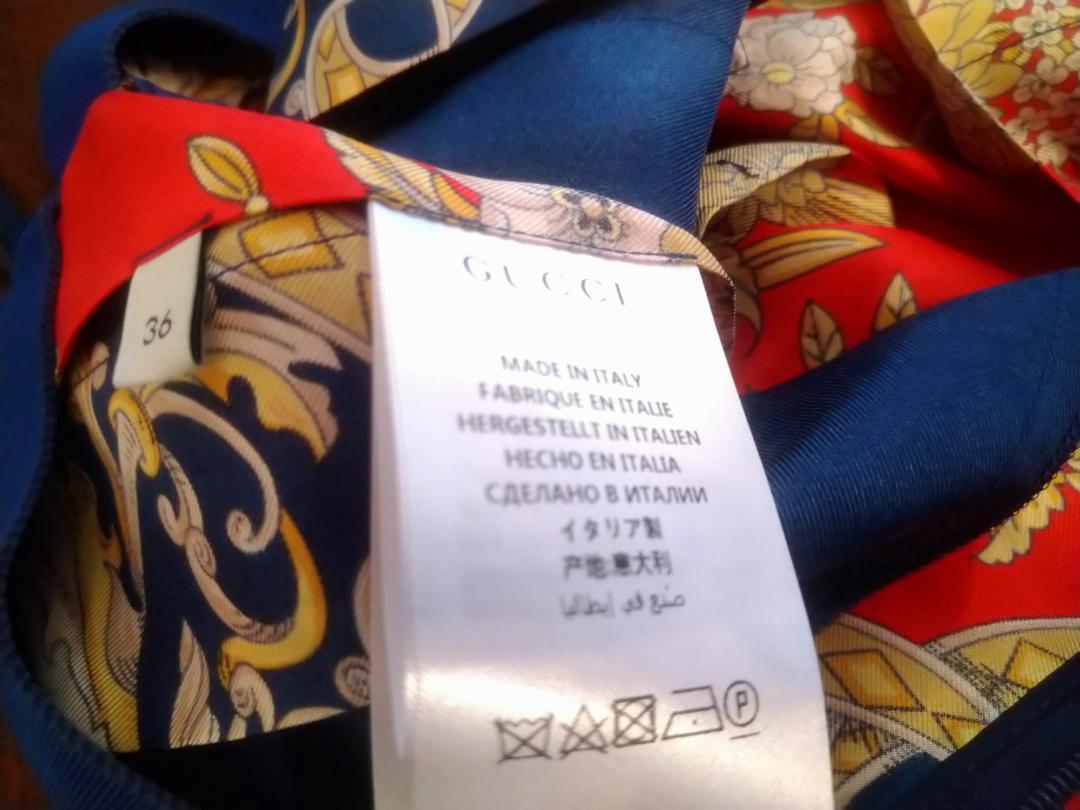 36
GUCCI
MADE IN ITALY
FABRIQUE EN ITALIE
HERGESTELLT IN ITALIEN
HECHO EN ITALIA
СДЕЛАНО В ИТАЛИИ
イタリア製
产地:意大利
صنع في إيطاليا
P